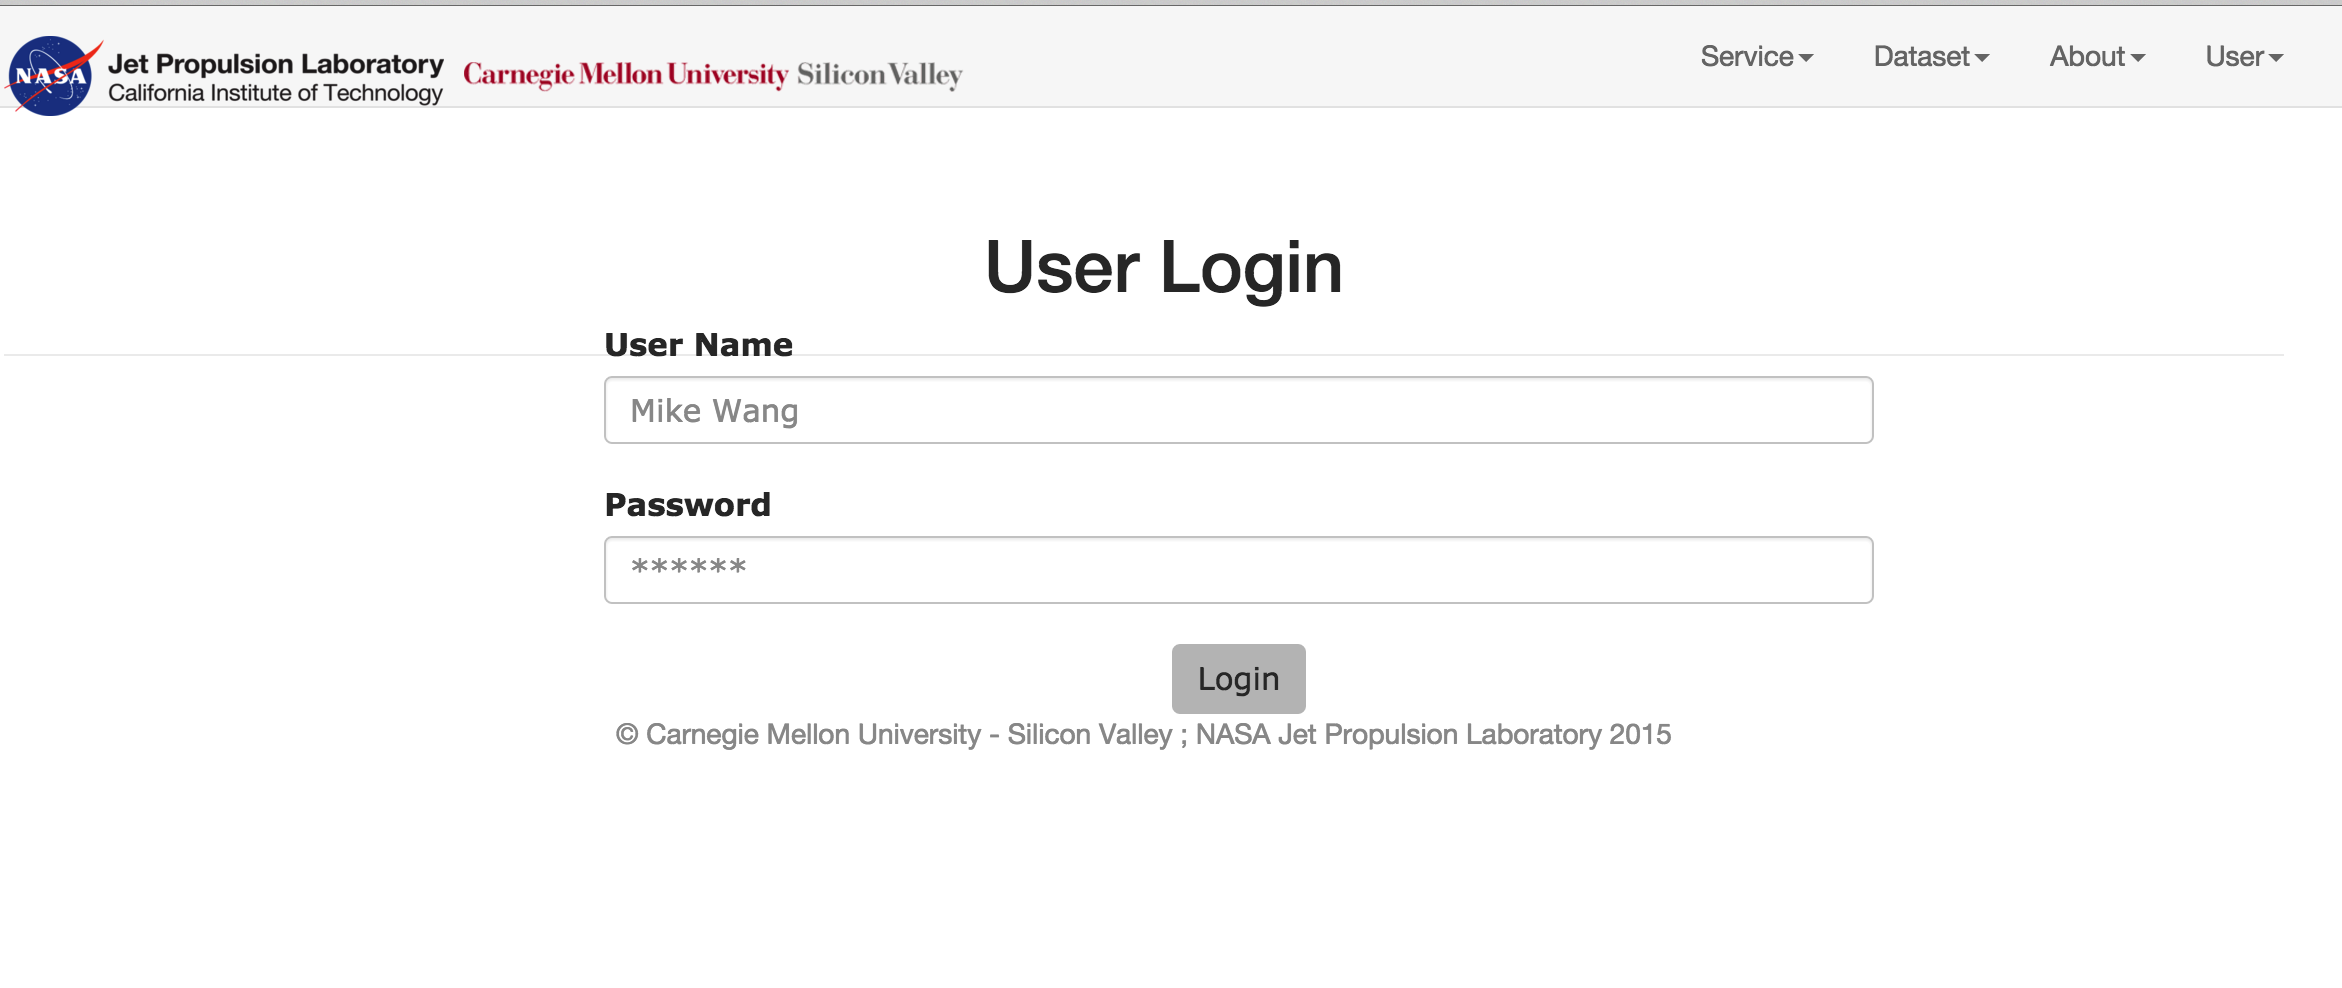 NASA
Jet Propulsion Laboratory
California Institute of Technology
Carnegie Mellon University Silicon Valley
Service
Dataset
About
User
User Login
User Name
Mike Wang
Password
******
Login
© Carnegie Mellon University - Silicon Valley ; NASA Jet Propulsion Laboratory 2015